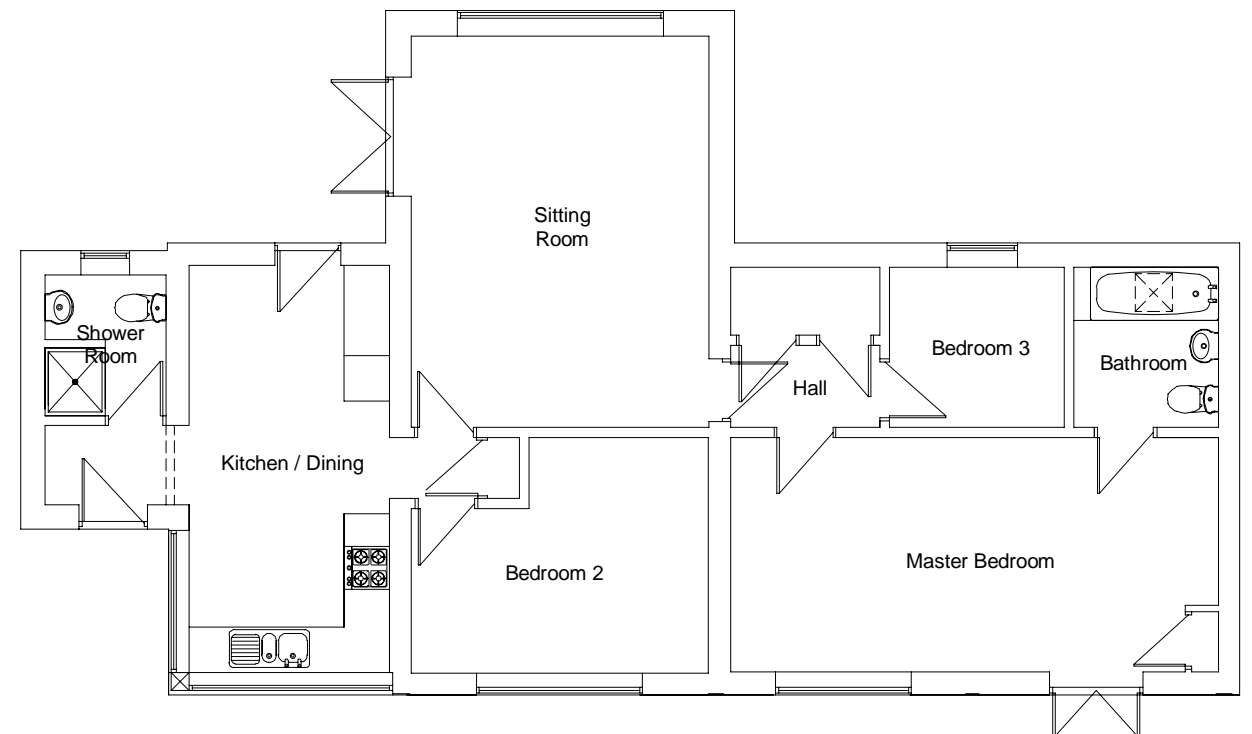 Sitting
Room
Shower
Room
Bedroom 3
Hall
Bathroom
Kitchen / Dining
Bedroom 2
Master Bedroom